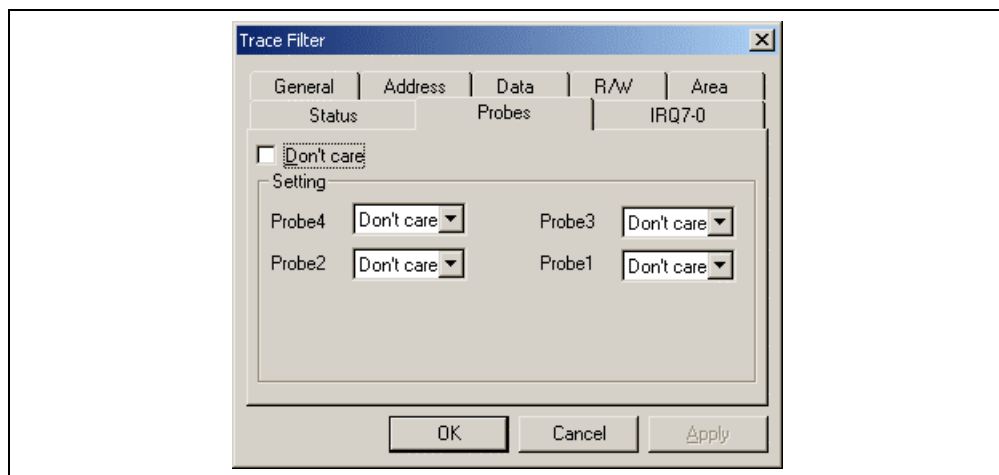 Trace Filter
General Address Data R/W Area
Status Probes IRQ7-0
Don't care
Setting
Probe4 Don't care Probe3 Don't care
Probe2 Don't care Probe1 Don't care
OK Cancel Apply